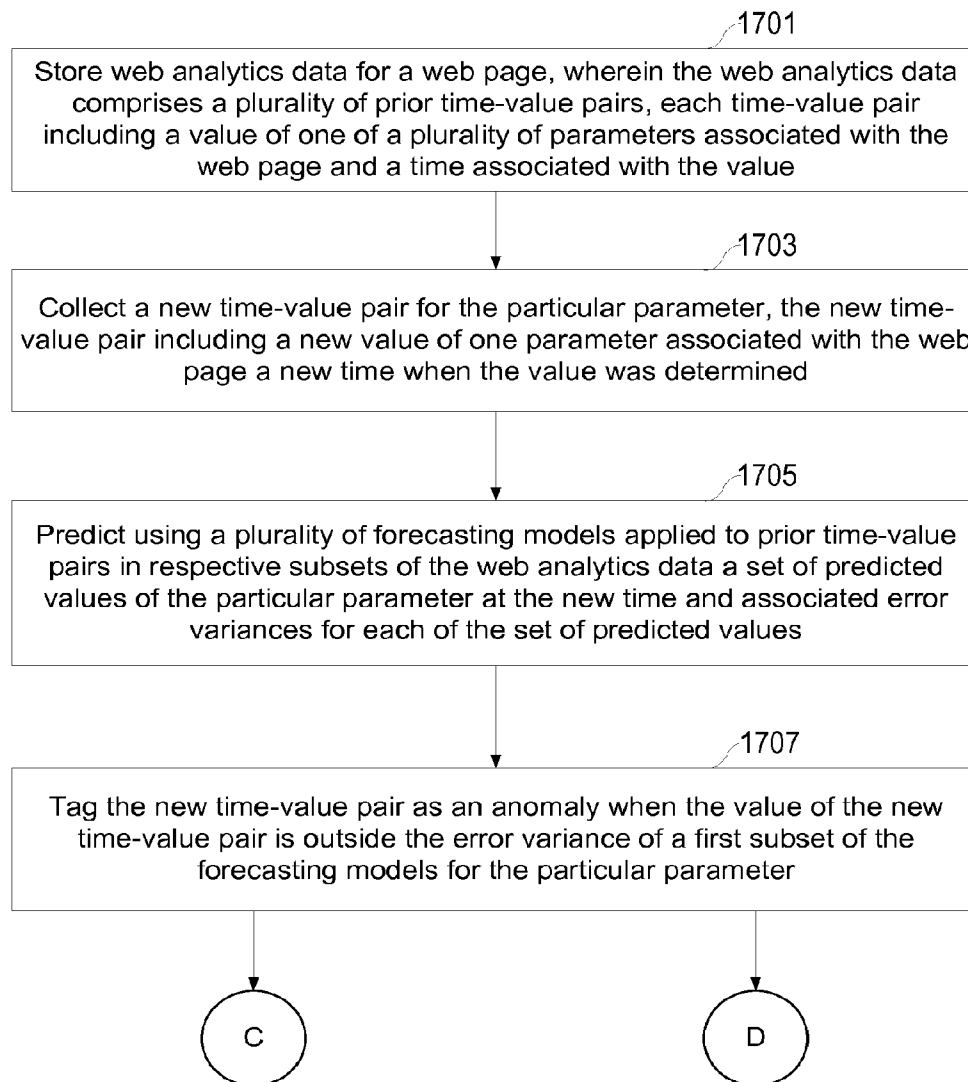 1701
Store web analytics data for a web page, wherein the web analytics data
comprises a plurality of prior time-value pairs, each time-value pair
including a value of one of a plurality of parameters associated with the
web page and a time associated with the value
1703
Collect a new time-value pair for the particular parameter, the new time-
value pair including a new value of one parameter associated with the web
page a new time when the value was determined
1705
Predict using a plurality of forecasting models applied to prior time-value
pairs in respective subsets of the web analytics data a set of predicted
values of the particular parameter at the new time and associated error
variances for each of the set of predicted values
1707
Tag the new time-value pair as an anomaly when the value of the new
time-value pair is outside the error variance of a first subset of the
forecasting models for the particular parameter
C
D